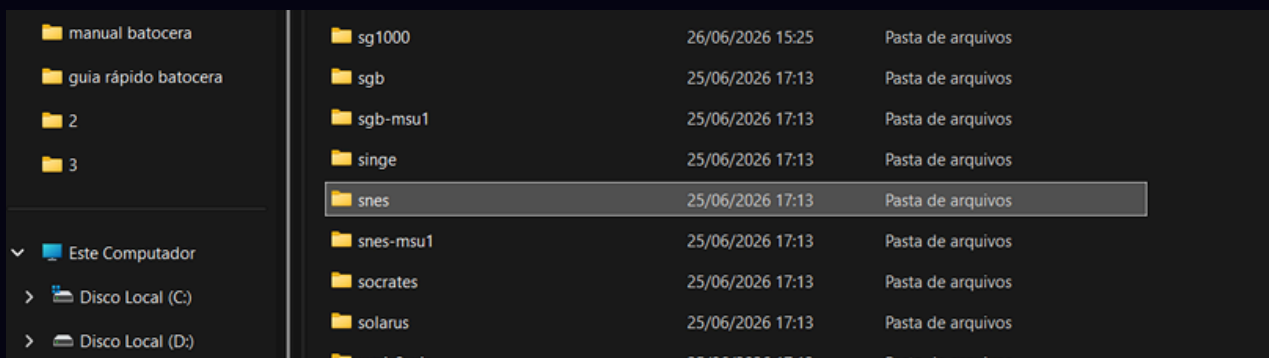 manual batocera
guia rápido batocera
2
3
Este Computador
Disco Local (C:)
Disco Local (D:)
sg1000 26/06/2026 15:25 Pasta de arquivos
sgb 25/06/2026 17:13 Pasta de arquivos
sgb-msu1 25/06/2026 17:13 Pasta de arquivos
singe 25/06/2026 17:13 Pasta de arquivos
snes 25/06/2026 17:13 Pasta de arquivos
snes-msu1 25/06/2026 17:13 Pasta de arquivos
socrates 25/06/2026 17:13 Pasta de arquivos
solarus 25/06/2026 17:13 Pasta de arquivos